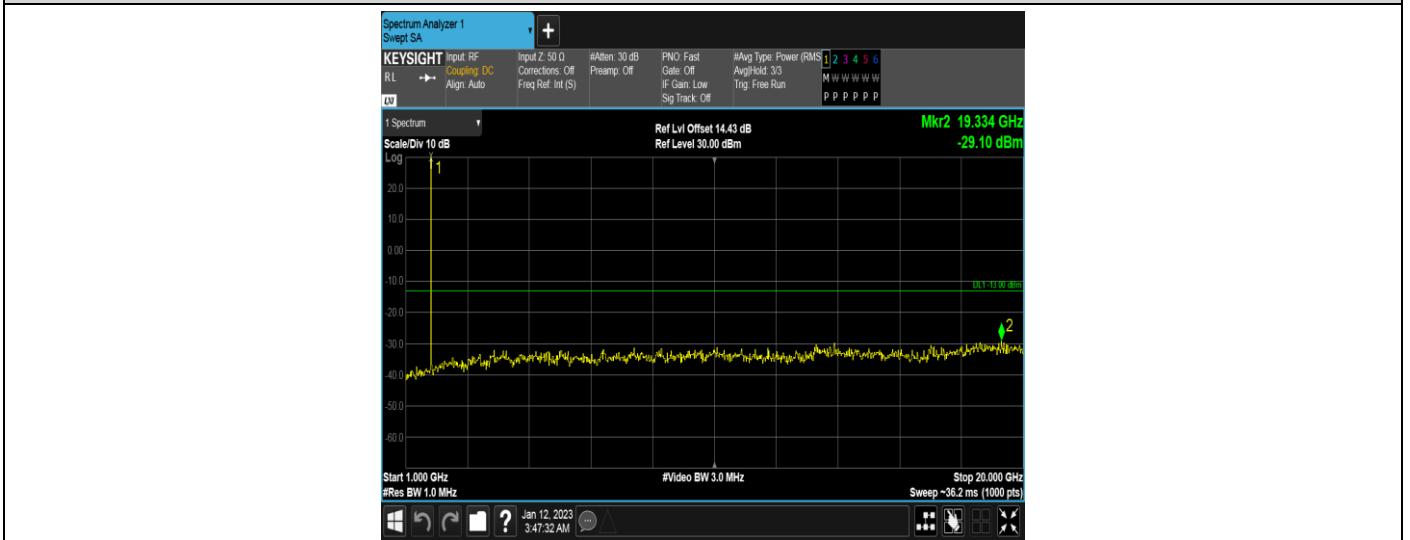 Spectrum Analyzer 1
Swept SA
+
KEYSIGHT
RL
LXI
Input: RF
Coupling: DC
Align: Auto
Input Z: 50 Ω
Corrections: Off
Freq Ref: Int (S)
#Atten: 30 dB
Preamp: Off
PNO: Fast
Gate: Off
IF Gain: Low
Sig Track: Off
#Avg Type: Power (RMS
Avg|Hold: 3/3
Trig: Free Run
1 2 3 4 5 6
M W W W W W
P P P P P P
1 Spectrum
Scale/Div 10 dB
Ref Lvl Offset 14.43 dB
Ref Level 30.00 dBm
Mkr2 19.334 GHz
-29.10 dBm
Log
1
20.0
10.0
0.00
-10.0
DL1 -13.00 dBm
-20.0
2
-30.0
-40.0
-50.0
-60.0
Start 1.000 GHz
#Video BW 3.0 MHz
Stop 20.000 GHz
#Res BW 1.0 MHz
Sweep ~36.2 ms (1000 pts)
?
Jan 12, 2023
3:47:32 AM